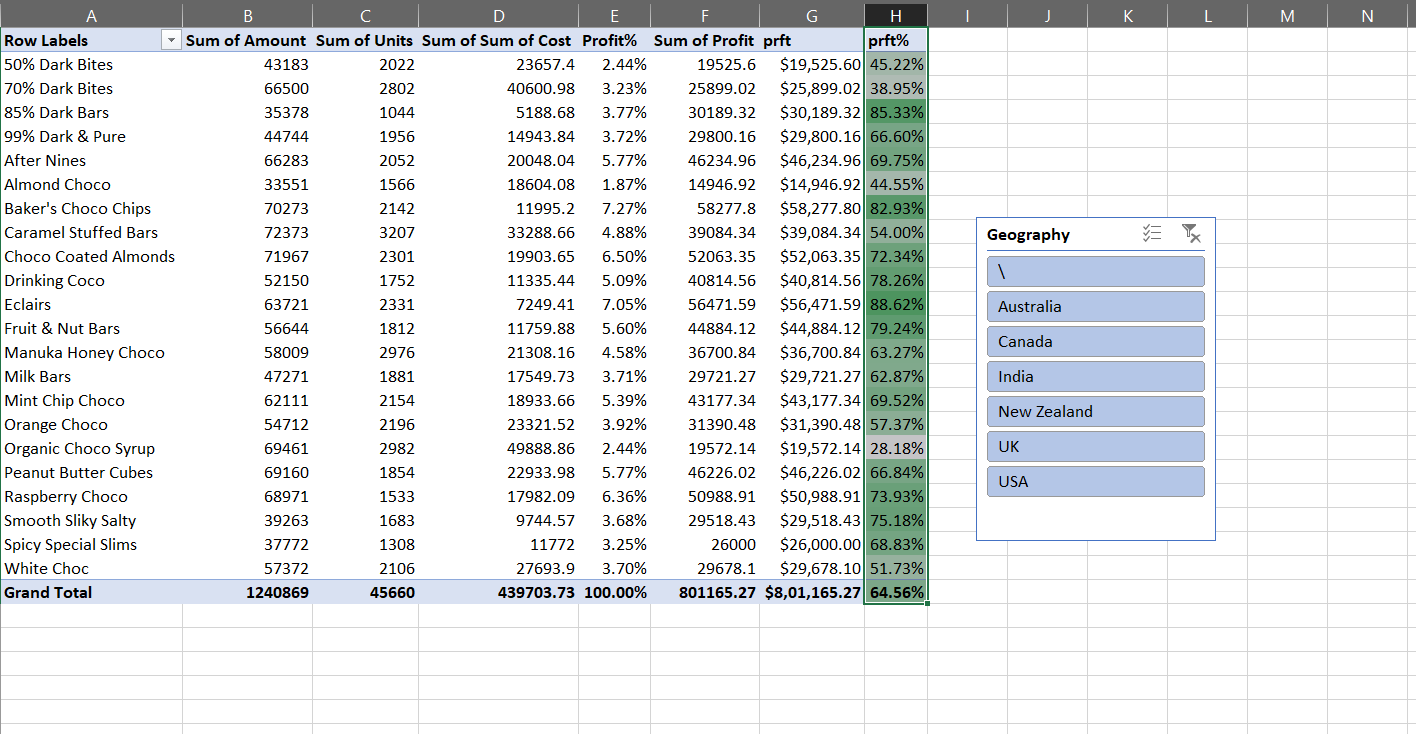 A B C D E F G H I J K L M N
Row Labels Sum of Amount Sum of Units Sum of Sum of Cost Profit% Sum of Profit prft prft%
50% Dark Bites 43183 2022 23657.4 2.44% 19525.6 $19,525.60 45.22%
70% Dark Bites 66500 2802 40600.98 3.23% 25899.02 $25,899.02 38.95%
85% Dark Bars 35378 1044 5188.68 3.77% 30189.32 $30,189.32 85.33%
99% Dark & Pure 44744 1956 14943.84 3.72% 29800.16 $29,800.16 66.60%
After Nines 66283 2052 20048.04 5.77% 46234.96 $46,234.96 69.75%
Almond Choco 33551 1566 18604.08 1.87% 14946.92 $14,946.92 44.55%
Baker's Choco Chips 70273 2142 11995.2 7.27% 58277.8 $58,277.80 82.93%
Caramel Stuffed Bars 72373 3207 33288.66 4.88% 39084.34 $39,084.34 54.00%
Choco Coated Almonds 71967 2301 19903.65 6.50% 52063.35 $52,063.35 72.34%
Drinking Coco 52150 1752 11335.44 5.09% 40814.56 $40,814.56 78.26%
Eclairs 63721 2331 7249.41 7.05% 56471.59 $56,471.59 88.62%
Fruit & Nut Bars 56644 1812 11759.88 5.60% 44884.12 $44,884.12 79.24%
Manuka Honey Choco 58009 2976 21308.16 4.58% 36700.84 $36,700.84 63.27%
Milk Bars 47271 1881 17549.73 3.71% 29721.27 $29,721.27 62.87%
Mint Chip Choco 62111 2154 18933.66 5.39% 43177.34 $43,177.34 69.52%
Orange Choco 54712 2196 23321.52 3.92% 31390.48 $31,390.48 57.37%
Organic Choco Syrup 69461 2982 49888.86 2.44% 19572.14 $19,572.14 28.18%
Peanut Butter Cubes 69160 1854 22933.98 5.77% 46226.02 $46,226.02 66.84%
Raspberry Choco 68971 1533 17982.09 6.36% 50988.91 $50,988.91 73.93%
Smooth Sliky Salty 39263 1683 9744.57 3.68% 29518.43 $29,518.43 75.18%
Spicy Special Slims 37772 1308 11772 3.25% 26000 $26,000.00 68.83%
White Choc 57372 2106 27693.9 3.70% 29678.1 $29,678.10 51.73%
Grand Total 1240869 45660 439703.73 100.00% 801165.27 $8,01,165.27 64.56%
Geography
\
Australia
Canada
India
New Zealand
UK
USA